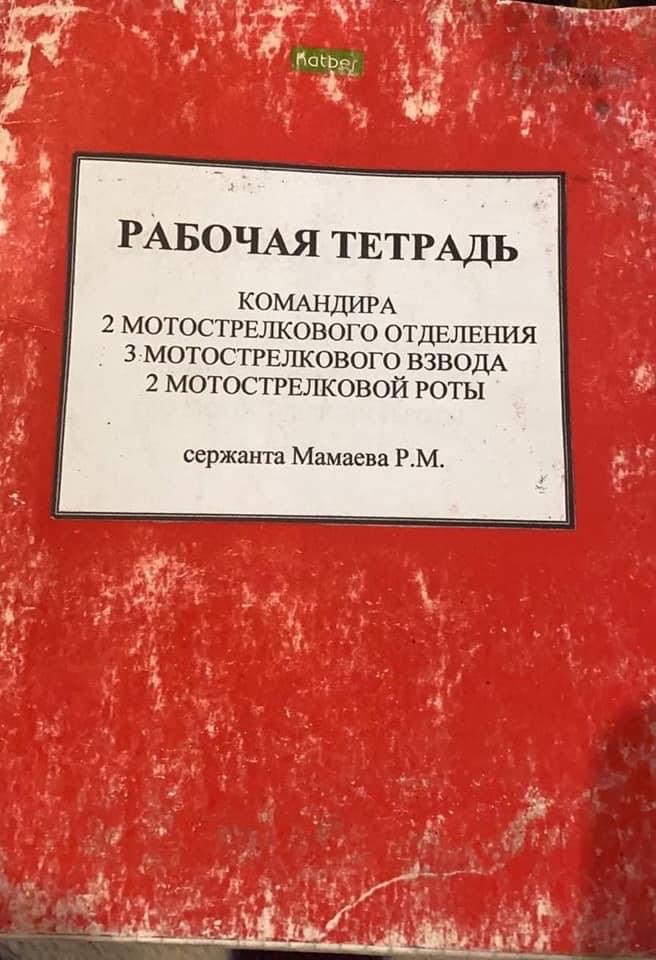 Hatber
РАБОЧАЯ ТЕТРАДЬ
КОМАНДИРА
2 МОТОСТРЕЛКОВОГО ОТДЕЛЕНИЯ
3 МОТОСТРЕЛКОВОГО ВЗВОДА
2 МОТОСТРЕЛКОВОЙ РОТЫ
сержанта Мамаева Р.М.